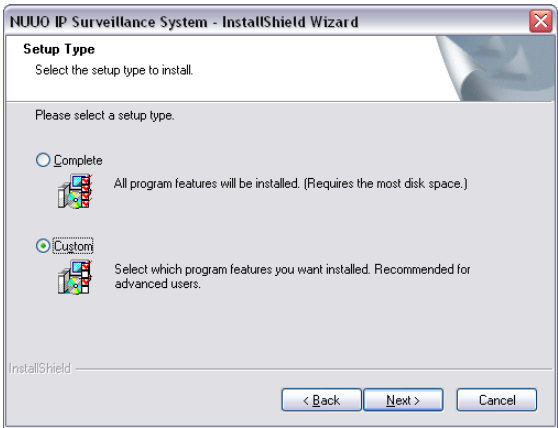 NUUO IP Surveillance System - InstallShield Wizard
Setup Type
Select the setup type to install.
Please select a setup type.
Complete
All program features will be installed. (Requires the most disk space.)
Custom
Select which program features you want installed. Recommended for
advanced users.
InstallShield
< Back
Next >
Cancel